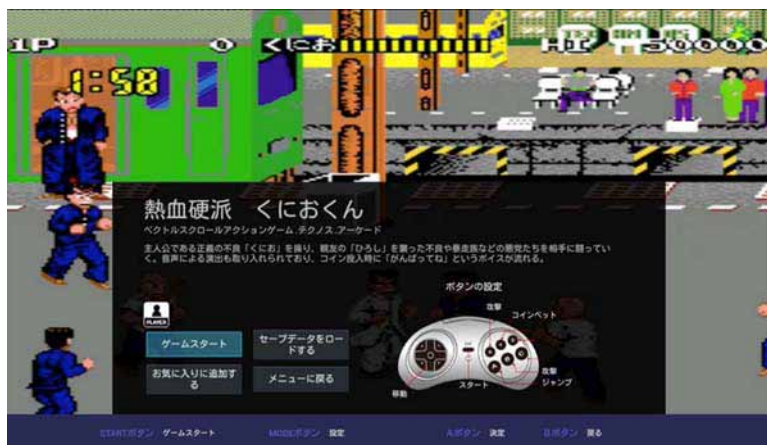 1P 0 くにお HI 50000
1:58
熱血硬派 くにおくん
ベクトルスクロールアクションゲーム.テクノス.アーケード
主人公である正義の不良「くにお」を操り、親友の「ひろし」を襲った不良や暴走族などの悪党たちを相手に闘ってい
く。音声による演出も取り入れられており、コイン投入時に「がんばってね」というボイスが流れる。
ボタンの設定
攻撃
コインベット
PLAYER
ゲームスタート
セーブデータをロー
ドする
お気に入りに追加す
る
メニューに戻る
移動
スタート
攻撃
ジャンプ
STARTボタン ゲームスタート MODEボタン 設定 Aボタン 決定 Bボタン 戻る